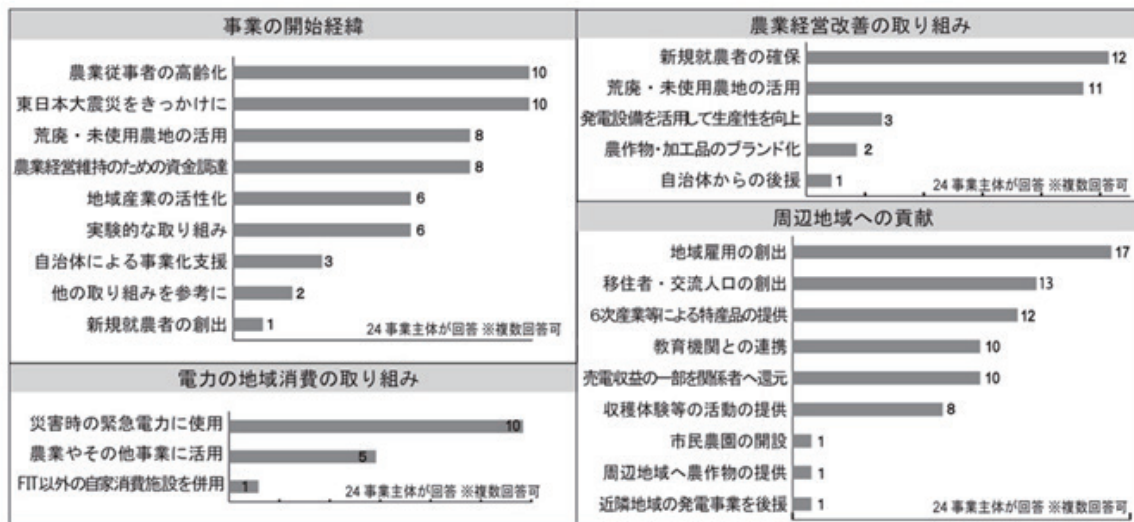 事業の開始経緯
農業従事者の高齢化 10
東日本大震災をきっかけに 10
荒廃・未使用農地の活用 8
農業経営維持のための資金調達 8
地域産業の活性化 6
実験的な取り組み 6
自治体による事業化支援 3
他の取り組みを参考に 2
新規就農者の創出 1
24 事業主体が回答 ※複数回答可
電力の地域消費の取り組み
災害時の緊急電力に使用 10
農業やその他事業に活用 5
FIT以外の自家消費施設を併用 1
24 事業主体が回答 ※複数回答可
農業経営改善の取り組み
新規就農者の確保 12
荒廃・未使用農地の活用 11
発電設備を活用して生産性を向上 3
農作物・加工品のブランド化 2
自治体からの後援 1
24 事業主体が回答 ※複数回答可
周辺地域への貢献
地域雇用の創出 17
移住者・交流人口の創出 13
6次産業等による特産品の提供 12
教育機関との連携 10
売電収益の一部を関係者へ還元 10
収穫体験等の活動の提供 8
市民農園の開設 1
周辺地域へ農作物の提供 1
近隣地域の発電事業を後援 1
24 事業主体が回答 ※複数回答可